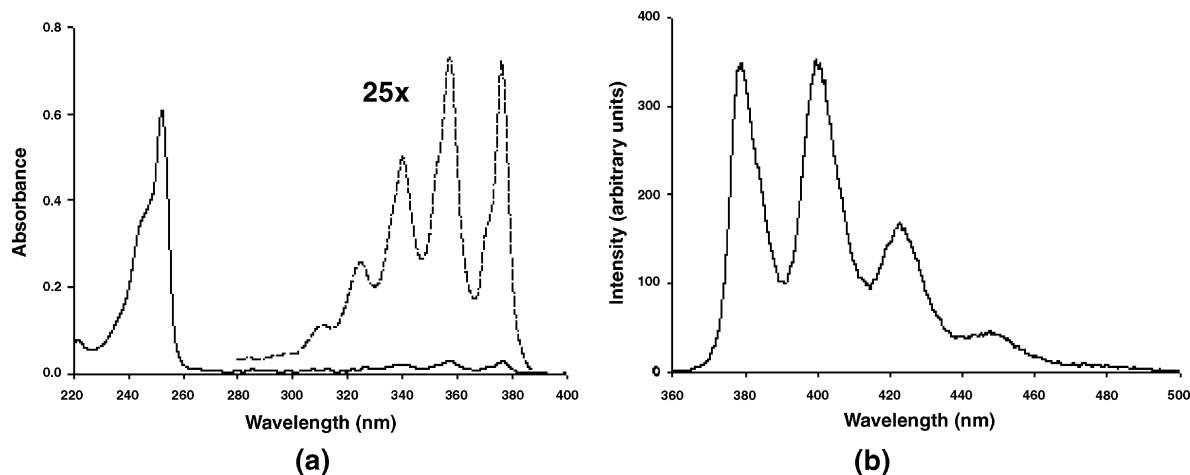 0.8
0.6
0.4
0.2
0.0
Absorbance
25x
220 240 260 280 300 320 340 360 380 400
Wavelength (nm)
(a)
400
300
200
100
0
Intensity (arbitrary units)
360 380 400 420 440 460 480 500
Wavelength (nm)
(b)